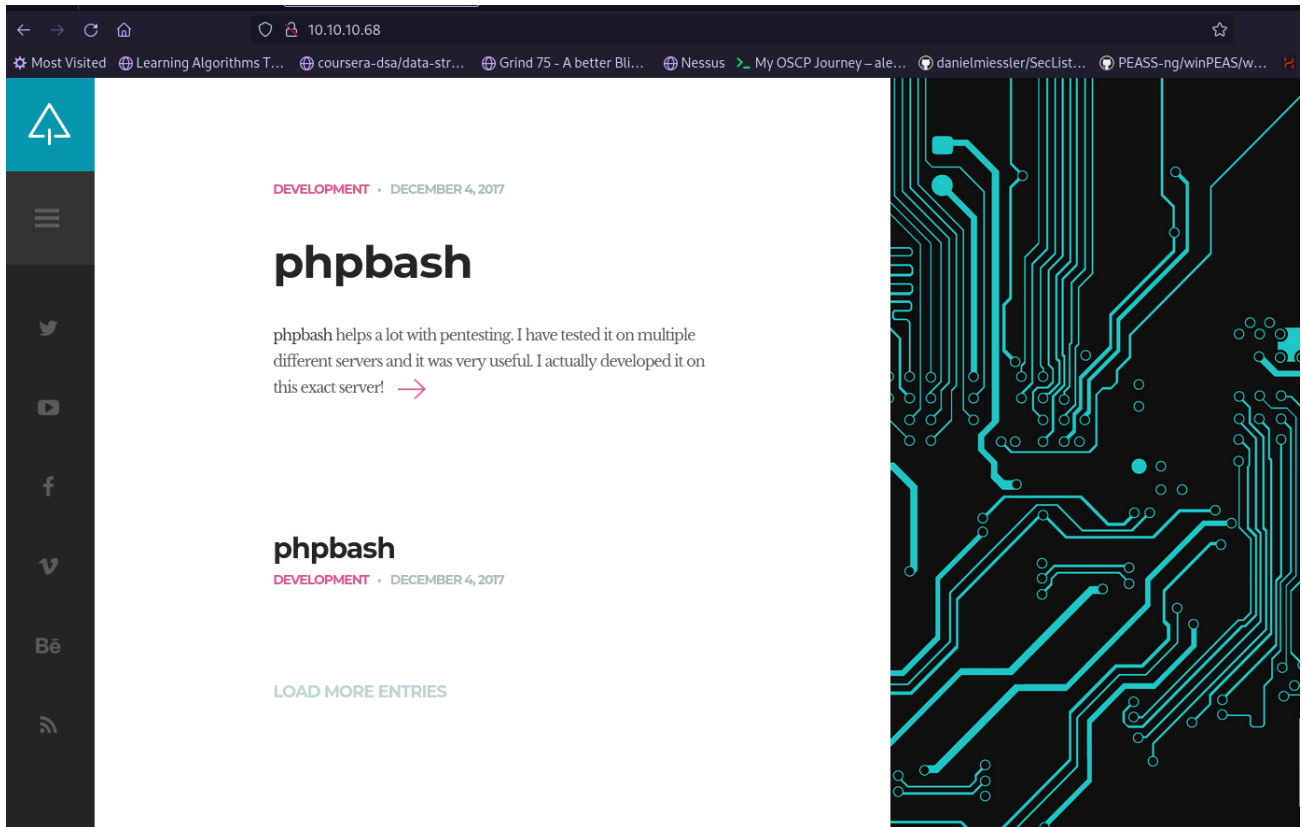 10.10.10.68
Most Visited Learning Algorithms T... coursera-dsa/data-str... Grind 75 - A better Bli... Nessus My OSCP Journey – ale... danielmiessler/SecList... PEASS-ng/winPEAS/w...
DEVELOPMENT • DECEMBER 4, 2017
phpbash
phpbash helps a lot with pentesting. I have tested it on multiple
different servers and it was very useful. I actually developed it on
this exact server!
phpbash
DEVELOPMENT • DECEMBER 4, 2017
Bē
LOAD MORE ENTRIES